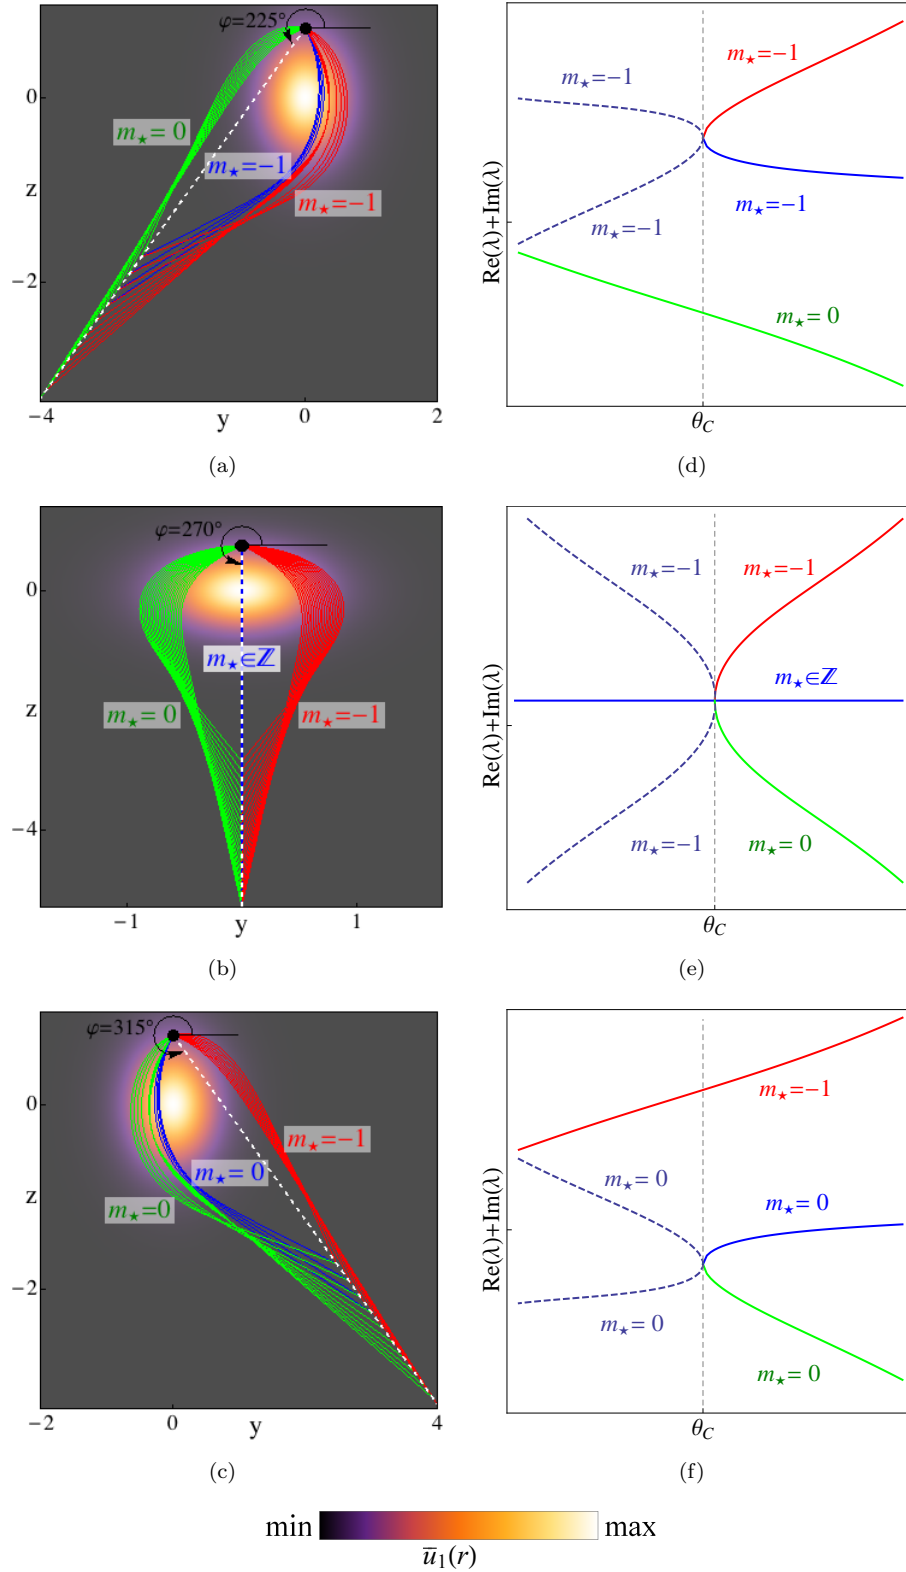 φ=225°
0
z
−2
m⋆= 0
m⋆=−1
m⋆=−1
−4
y
0
2
(a)
Re(λ)+Im(λ)
m⋆=−1
m⋆=−1
m⋆=−1
m⋆=−1
m⋆= 0
θC
(d)
φ=270°
0
z
−4
m⋆∈ℤ
m⋆= 0
m⋆=−1
−1
y
1
(b)
Re(λ)+Im(λ)
m⋆=−1
m⋆=−1
m⋆∈ℤ
m⋆=−1
m⋆= 0
θC
(e)
φ=315°
0
z
−2
m⋆=−1
m⋆= 0
m⋆=0
−2
0
y
4
(c)
Re(λ)+Im(λ)
m⋆=−1
m⋆= 0
m⋆= 0
m⋆= 0
m⋆= 0
θC
(f)
min max
u̅1(r)